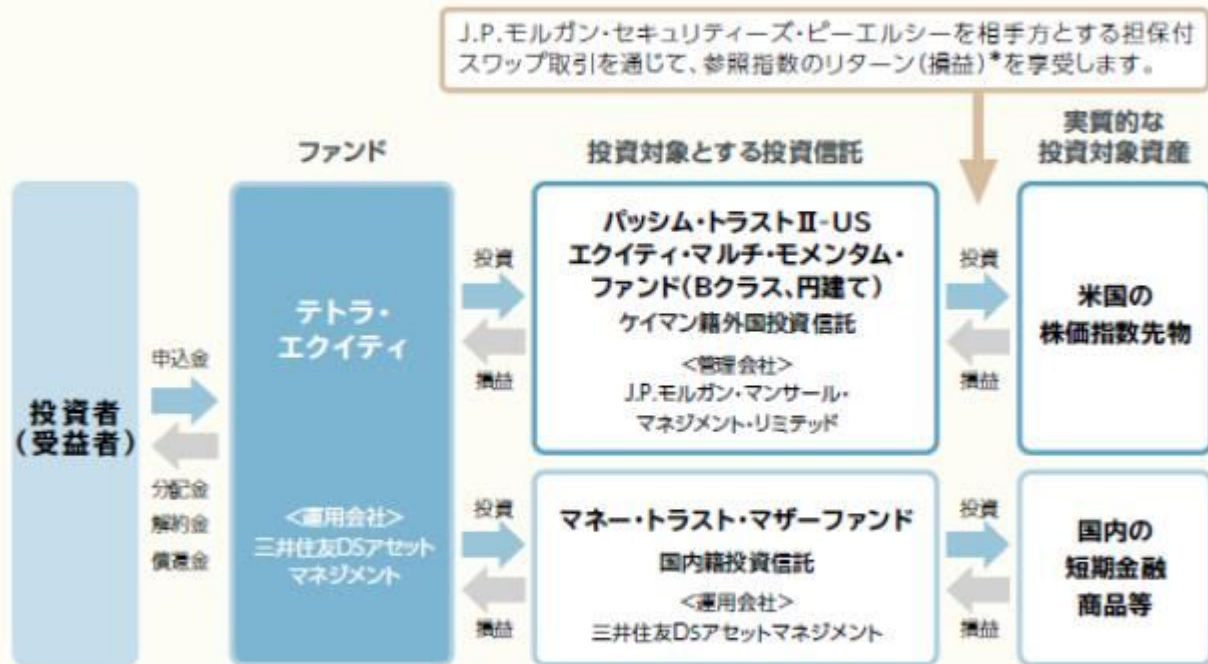 J.P.モルガン・セキュリティーズ・ピーエルシーを相手方とする担保付
スワップ取引を通じて、参照指数のリターン(損益)*を享受します。
ファンド
投資対象とする投資信託
実質的な
投資対象資産
投資者
(受益者)
申込金
分配金
解約金
償還金
テトラ・
エクイティ
<運用会社>
三井住友DSアセット
マネジメント
投資
損益
パッシム・トラストⅡ-US
エクイティ・マルチ・モメンタム・
ファンド(Bクラス、円建て)
ケイマン籍外国投資信託
<管理会社>
J.P.モルガン・マンサール・
マネジメント・リミテッド
投資
損益
米国の
株価指数先物
投資
損益
マネー・トラスト・マザーファンド
国内籍投資信託
<運用会社>
三井住友DSアセットマネジメント
投資
損益
国内の
短期金融
商品等